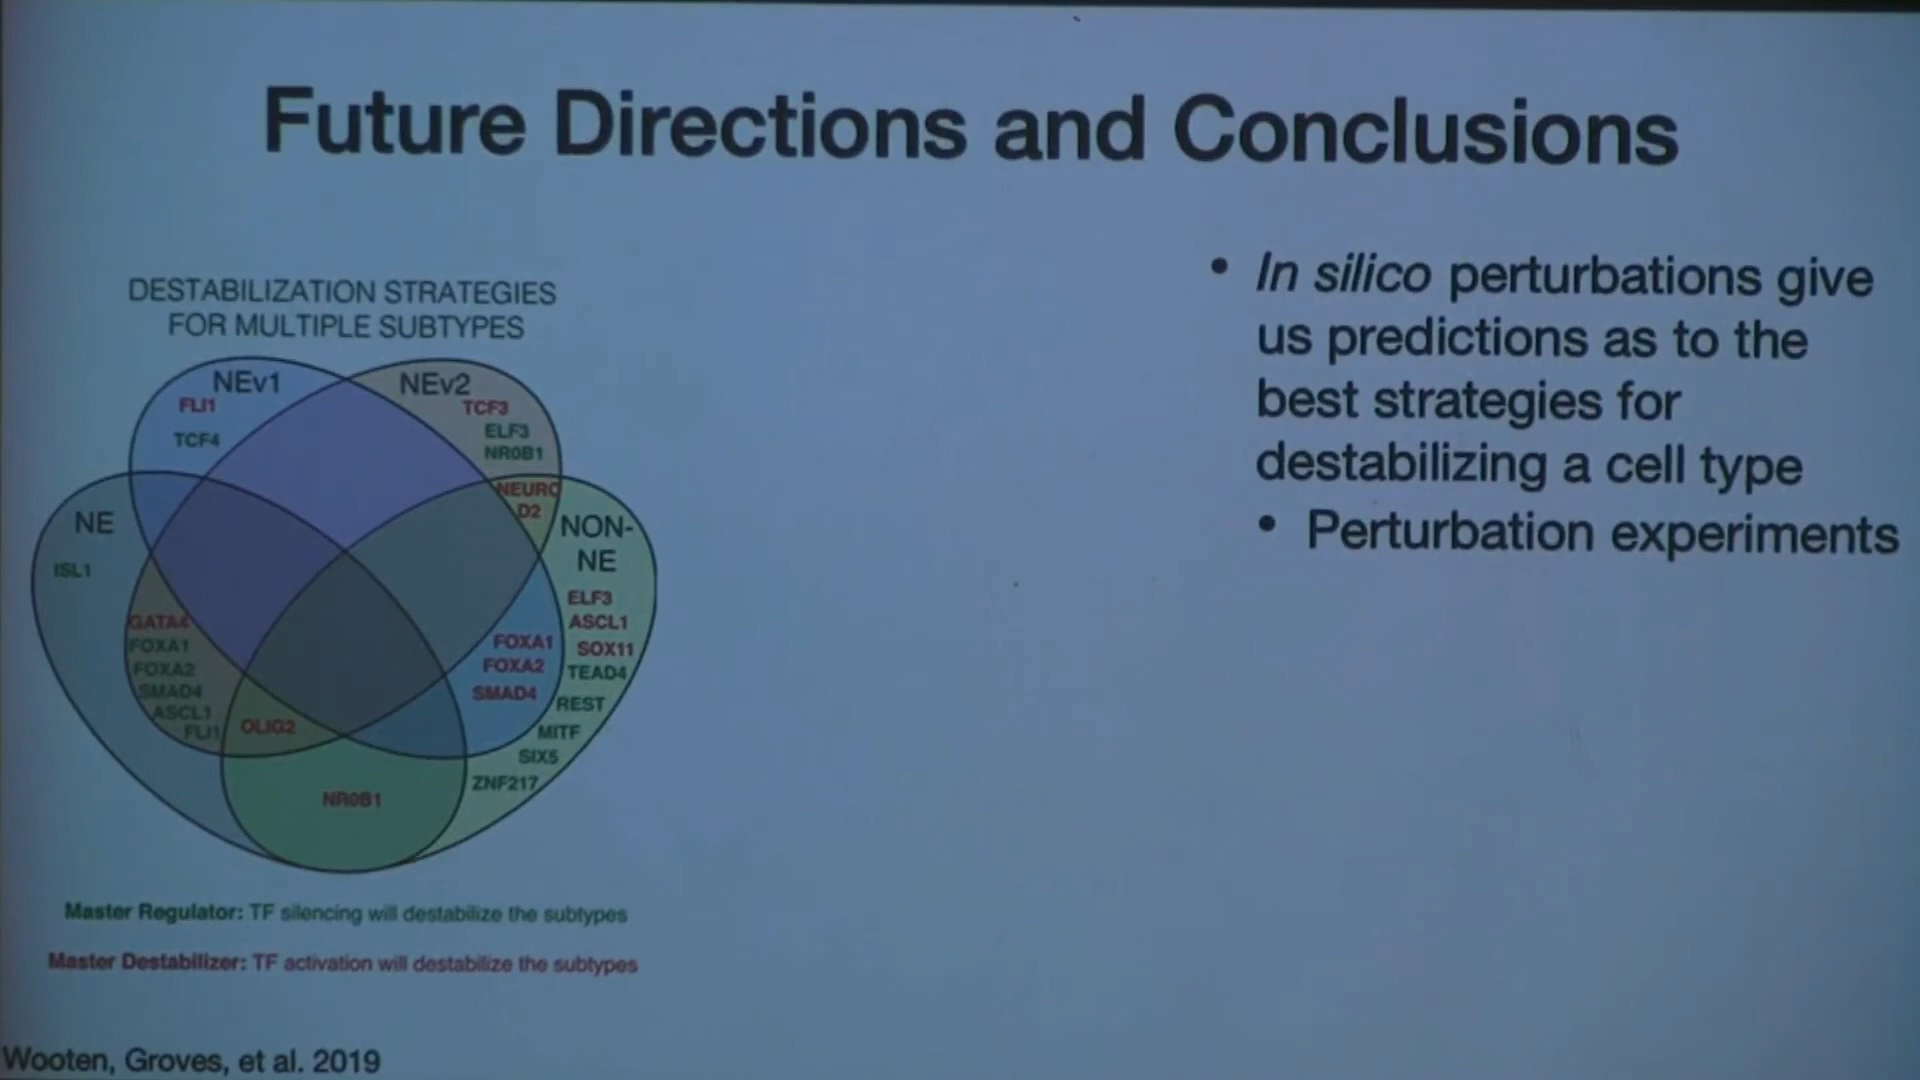 Future Directions and Conclusions
DESTABILIZATION STRATEGIES
FOR MULTIPLE SUBTYPES
NEv1
FLI1
TCF4
NEv2
TCF3
ELF3
NR0B1
NEURO
D2
NE
ISL1
NON-
NE
ELF3
ASCL1
SOX11
TEAD4
REST
MITF
SIX5
ZNF217
GATA4
FOXA1
FOXA2
SMAD4
ASCL1
FLI1
OLIG2
FOXA1
FOXA2
SMAD4
NR0B1
Master Regulator: TF silencing will destabilize the subtypes
Master Destabilizer: TF activation will destabilize the subtypes
Wooten, Groves, et al. 2019
• In silico perturbations give
us predictions as to the
best strategies for
destabilizing a cell type
• Perturbation experiments